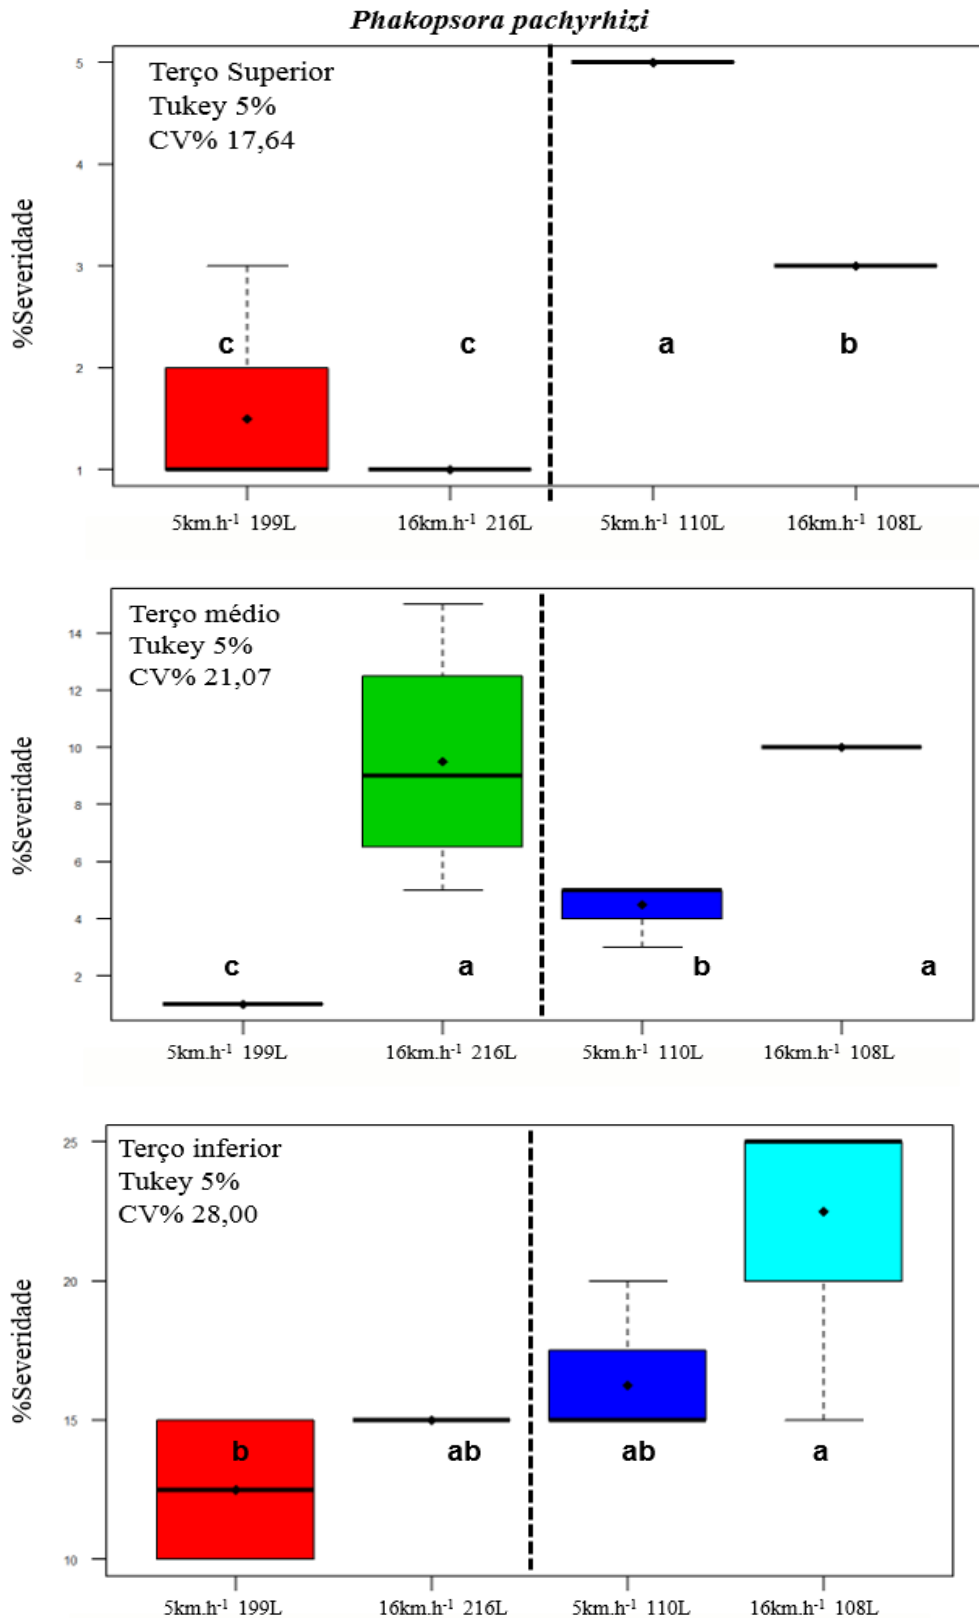 Phakopsora pachyrhizi
Terço Superior
Tukey 5%
CV% 17,64
%Severidade
5
4
3
2
1
c c a b
5km.h-1 199L 16km.h-1 216L 5km.h-1 110L 16km.h-1 108L
Terço médio
Tukey 5%
CV% 21,07
%Severidade
14
12
10
8
6
4
2
c a b a
5km.h-1 199L 16km.h-1 216L 5km.h-1 110L 16km.h-1 108L
Terço inferior
Tukey 5%
CV% 28,00
%Severidade
25
20
15
10
b ab ab a
5km.h-1 199L 16km.h-1 216L 5km.h-1 110L 16km.h-1 108L